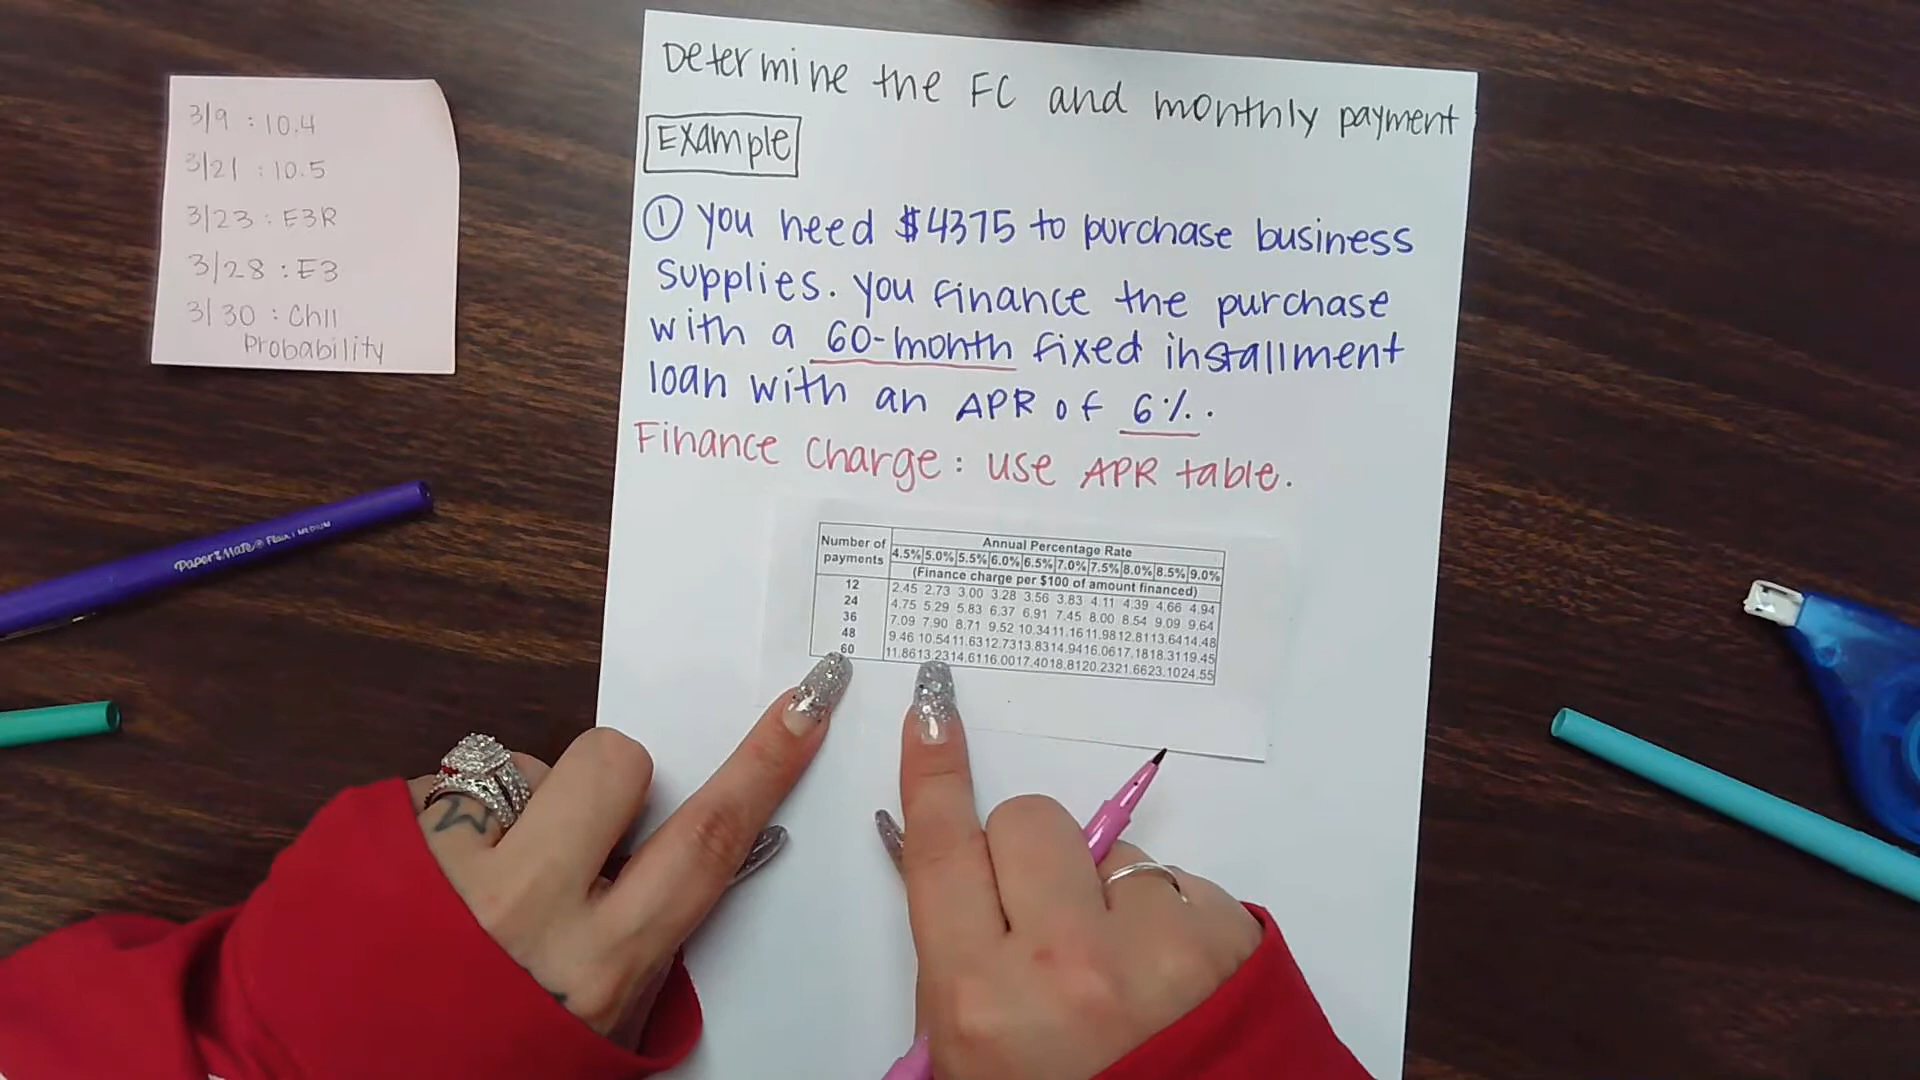 Determine the FC and monthly payment
Example
① You need $4375 to purchase business
supplies. You finance the purchase
with a 60-month fixed installment
loan with an APR of 6%.
Finance Charge: use APR table.
Number of payments
Annual Percentage Rate
4.5% 5.0% 5.5% 6.0% 6.5% 7.0% 7.5% 8.0% 8.5% 9.0%
(Finance charge per $100 of amount financed)
12 2.45 2.73 3.00 3.28 3.56 3.83 4.11 4.39 4.66 4.94
24 4.75 5.29 5.83 6.37 6.91 7.45 8.00 8.54 9.09 9.64
36 7.09 7.90 8.71 9.52 10.34 11.16 11.98 12.81 13.64 14.48
48 9.46 10.54 11.63 12.73 13.83 14.94 16.06 17.18 18.31 19.45
60 11.86 13.23 14.61 16.00 17.40 18.81 20.23 21.66 23.10 24.55
3/9 : 10.4
3/21 : 10.5
3/23 : E3R
3/28 : E3
3/30 : Ch11
Probability
Paper Mate Flair MEDIUM